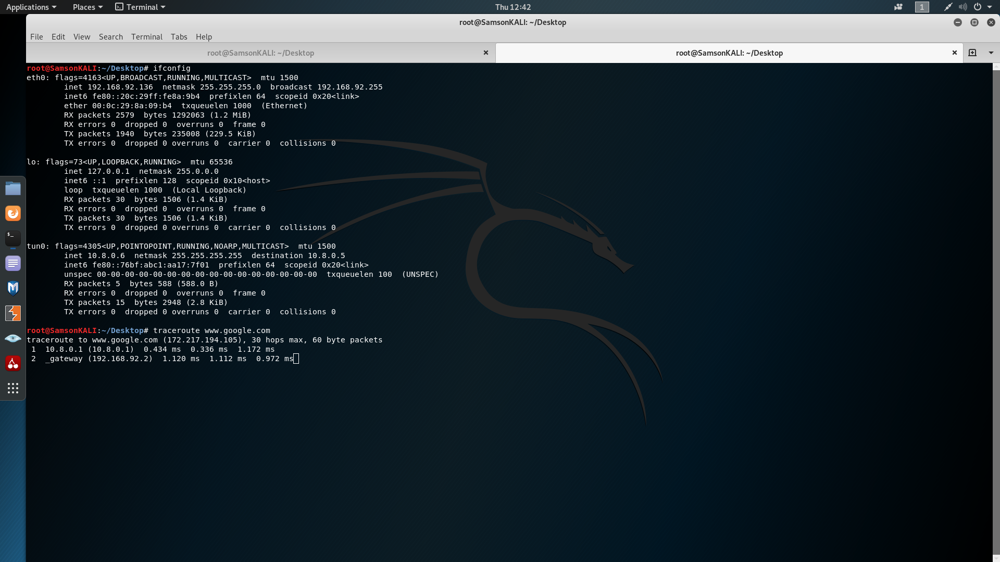 Applications Places Terminal Thu 12:42 1
root@SamsonKALI: ~/Desktop
File Edit View Search Terminal Tabs Help
root@SamsonKALI: ~/Desktop root@SamsonKALI: ~/Desktop
root@SamsonKALI:~/Desktop# ifconfig
eth0: flags=4163<UP,BROADCAST,RUNNING,MULTICAST>  mtu 1500
        inet 192.168.92.136  netmask 255.255.255.0  broadcast 192.168.92.255
        inet6 fe80::20c:29ff:fe8a:9b4  prefixlen 64  scopeid 0x20<link>
        ether 00:0c:29:8a:09:b4  txqueuelen 1000  (Ethernet)
        RX packets 2579  bytes 1292063 (1.2 MiB)
        RX errors 0  dropped 0  overruns 0  frame 0
        TX packets 1940  bytes 235008 (229.5 KiB)
        TX errors 0  dropped 0 overruns 0  carrier 0  collisions 0
lo: flags=73<UP,LOOPBACK,RUNNING>  mtu 65536
        inet 127.0.0.1  netmask 255.0.0.0
        inet6 ::1  prefixlen 128  scopeid 0x10<host>
        loop  txqueuelen 1000  (Local Loopback)
        RX packets 30  bytes 1506 (1.4 KiB)
        RX errors 0  dropped 0  overruns 0  frame 0
        TX packets 30  bytes 1506 (1.4 KiB)
        TX errors 0  dropped 0 overruns 0  carrier 0  collisions 0
tun0: flags=4305<UP,POINTOPOINT,RUNNING,NOARP,MULTICAST>  mtu 1500
        inet 10.8.0.6  netmask 255.255.255.255  destination 10.8.0.5
        inet6 fe80::76bf:abc1:aa17:7f01  prefixlen 64  scopeid 0x20<link>
        unspec 00-00-00-00-00-00-00-00-00-00-00-00-00-00-00-00  txqueuelen 100  (UNSPEC)
        RX packets 5  bytes 588 (588.0 B)
        RX errors 0  dropped 0  overruns 0  frame 0
        TX packets 15  bytes 2948 (2.8 KiB)
        TX errors 0  dropped 0 overruns 0  carrier 0  collisions 0
root@SamsonKALI:~/Desktop# traceroute www.google.com
traceroute to www.google.com (172.217.194.105), 30 hops max, 60 byte packets
 1  10.8.0.1 (10.8.0.1)  0.434 ms  0.336 ms  1.172 ms
 2  _gateway (192.168.92.2)  1.120 ms  1.112 ms  0.972 ms